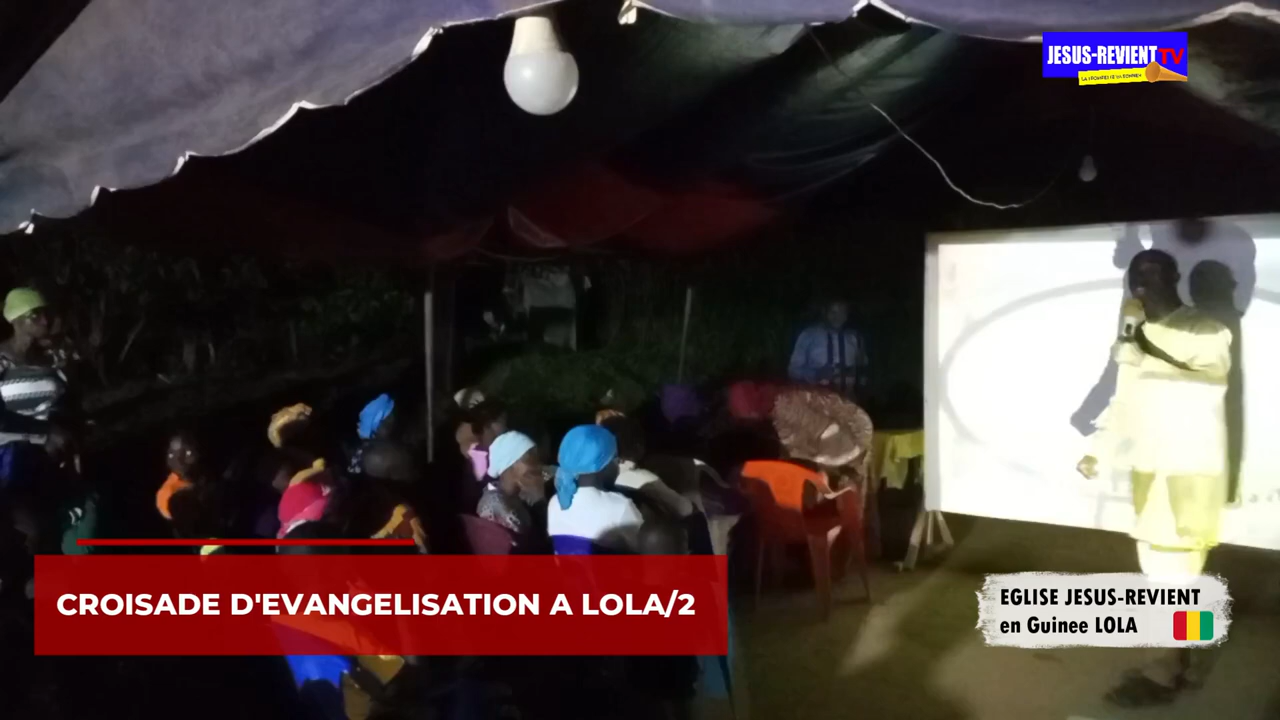 JESUS-REVIENT TV
CROISADE D'EVANGELISATION A LOLA/2
EGLISE JESUS-REVIENT
en Guinee LOLA